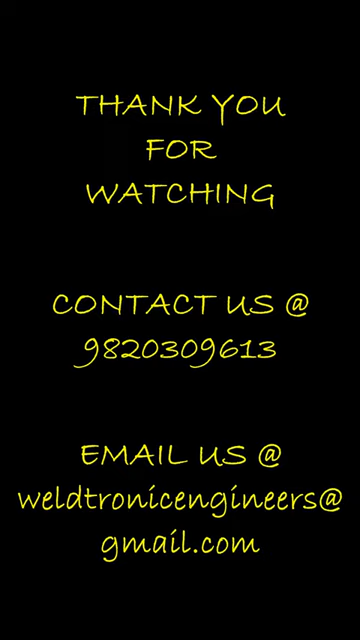 THANK YOU
FOR
WATCHING
CONTACT US @
9820309613
EMAIL US @
weldtronicengineers@
gmail.com